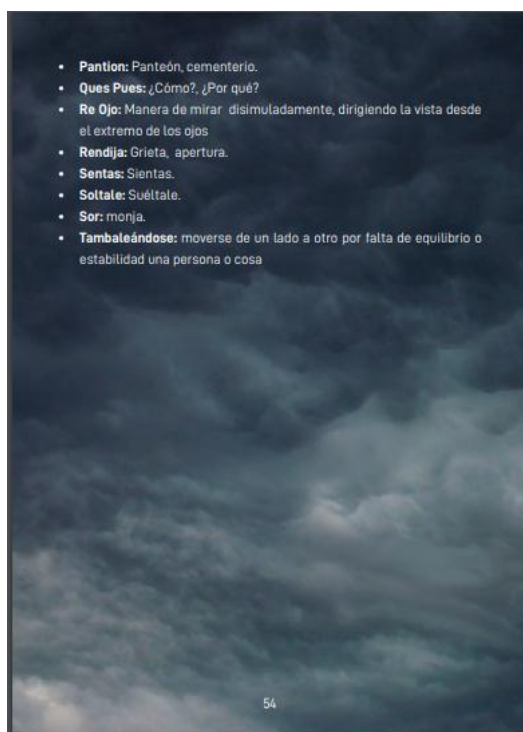 • Pantion: Panteón, cementerio.
• Ques Pues: ¿Cómo?, ¿Por qué?
• Re Ojo: Manera de mirar disimuladamente, dirigiendo la vista desde
el extremo de los ojos
• Rendija: Grieta, apertura.
• Sentas: Sientas.
• Soltale: Suéltale.
• Sor: monja.
• Tambaleándose: moverse de un lado a otro por falta de equilibrio o
estabilidad una persona o cosa
54